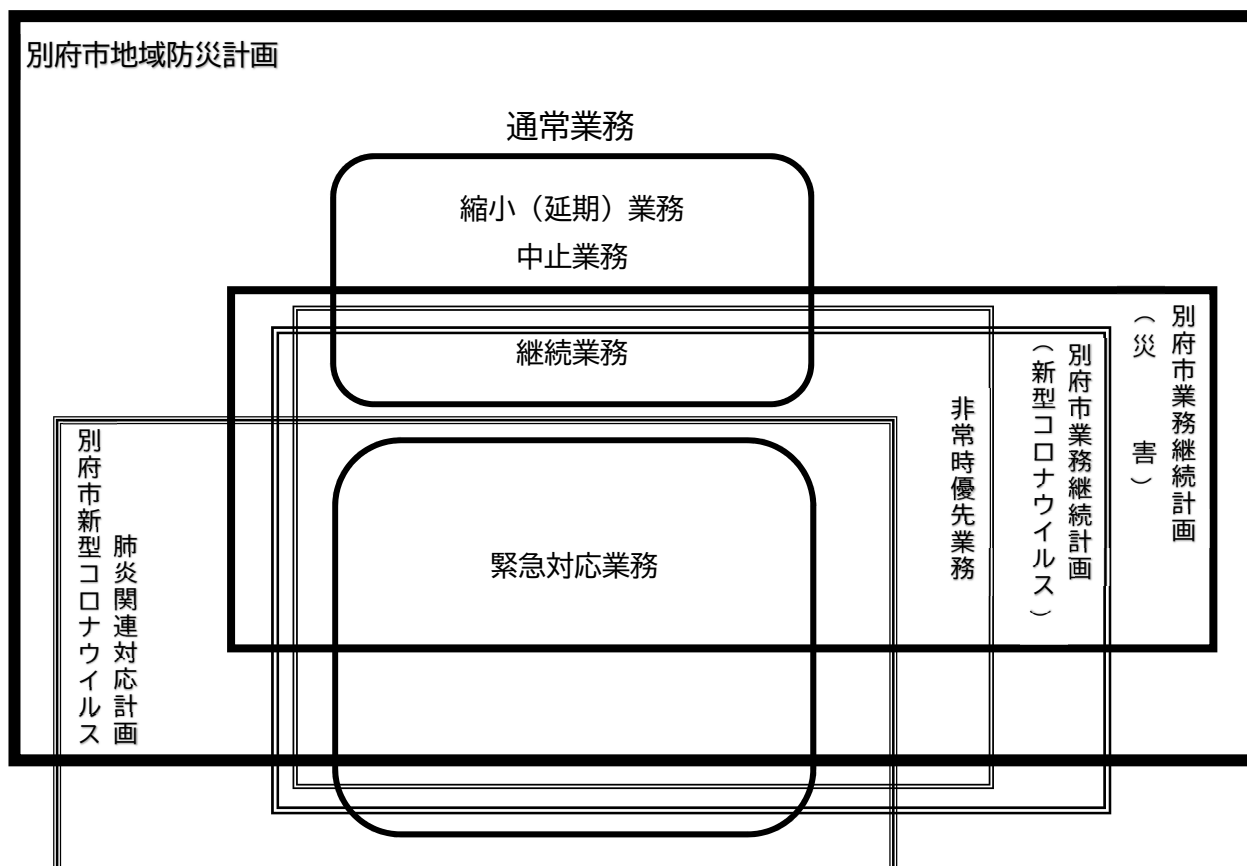 別府市地域防災計画
通常業務
縮小（延期）業務
中止業務
継続業務
緊急対応業務
別府市業務継続計画
（災　害）
別府市業務継続計画
（新型コロナウイルス）
非常時優先業務
別府市新型コロナウイルス
肺炎関連対応計画